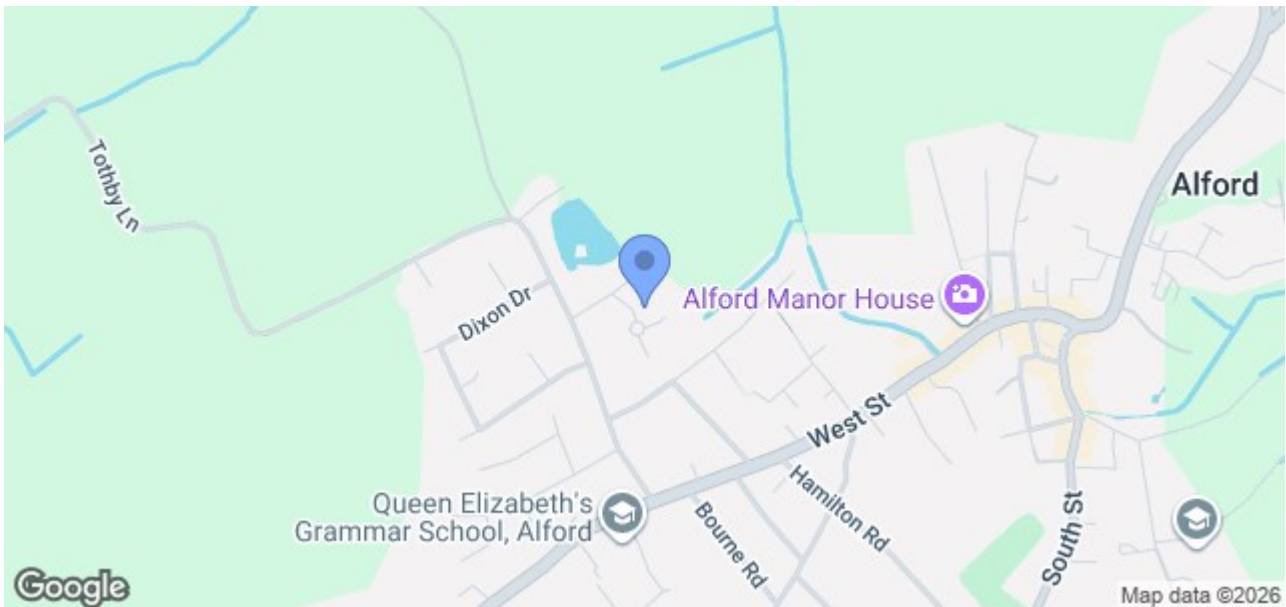 Tothby Ln
Alford
Dixon Dr
Alford Manor House
West St
Queen Elizabeth's
Grammar School, Alford
Bourne Rd
Hamilton Rd
South St
Google
Map data ©2026